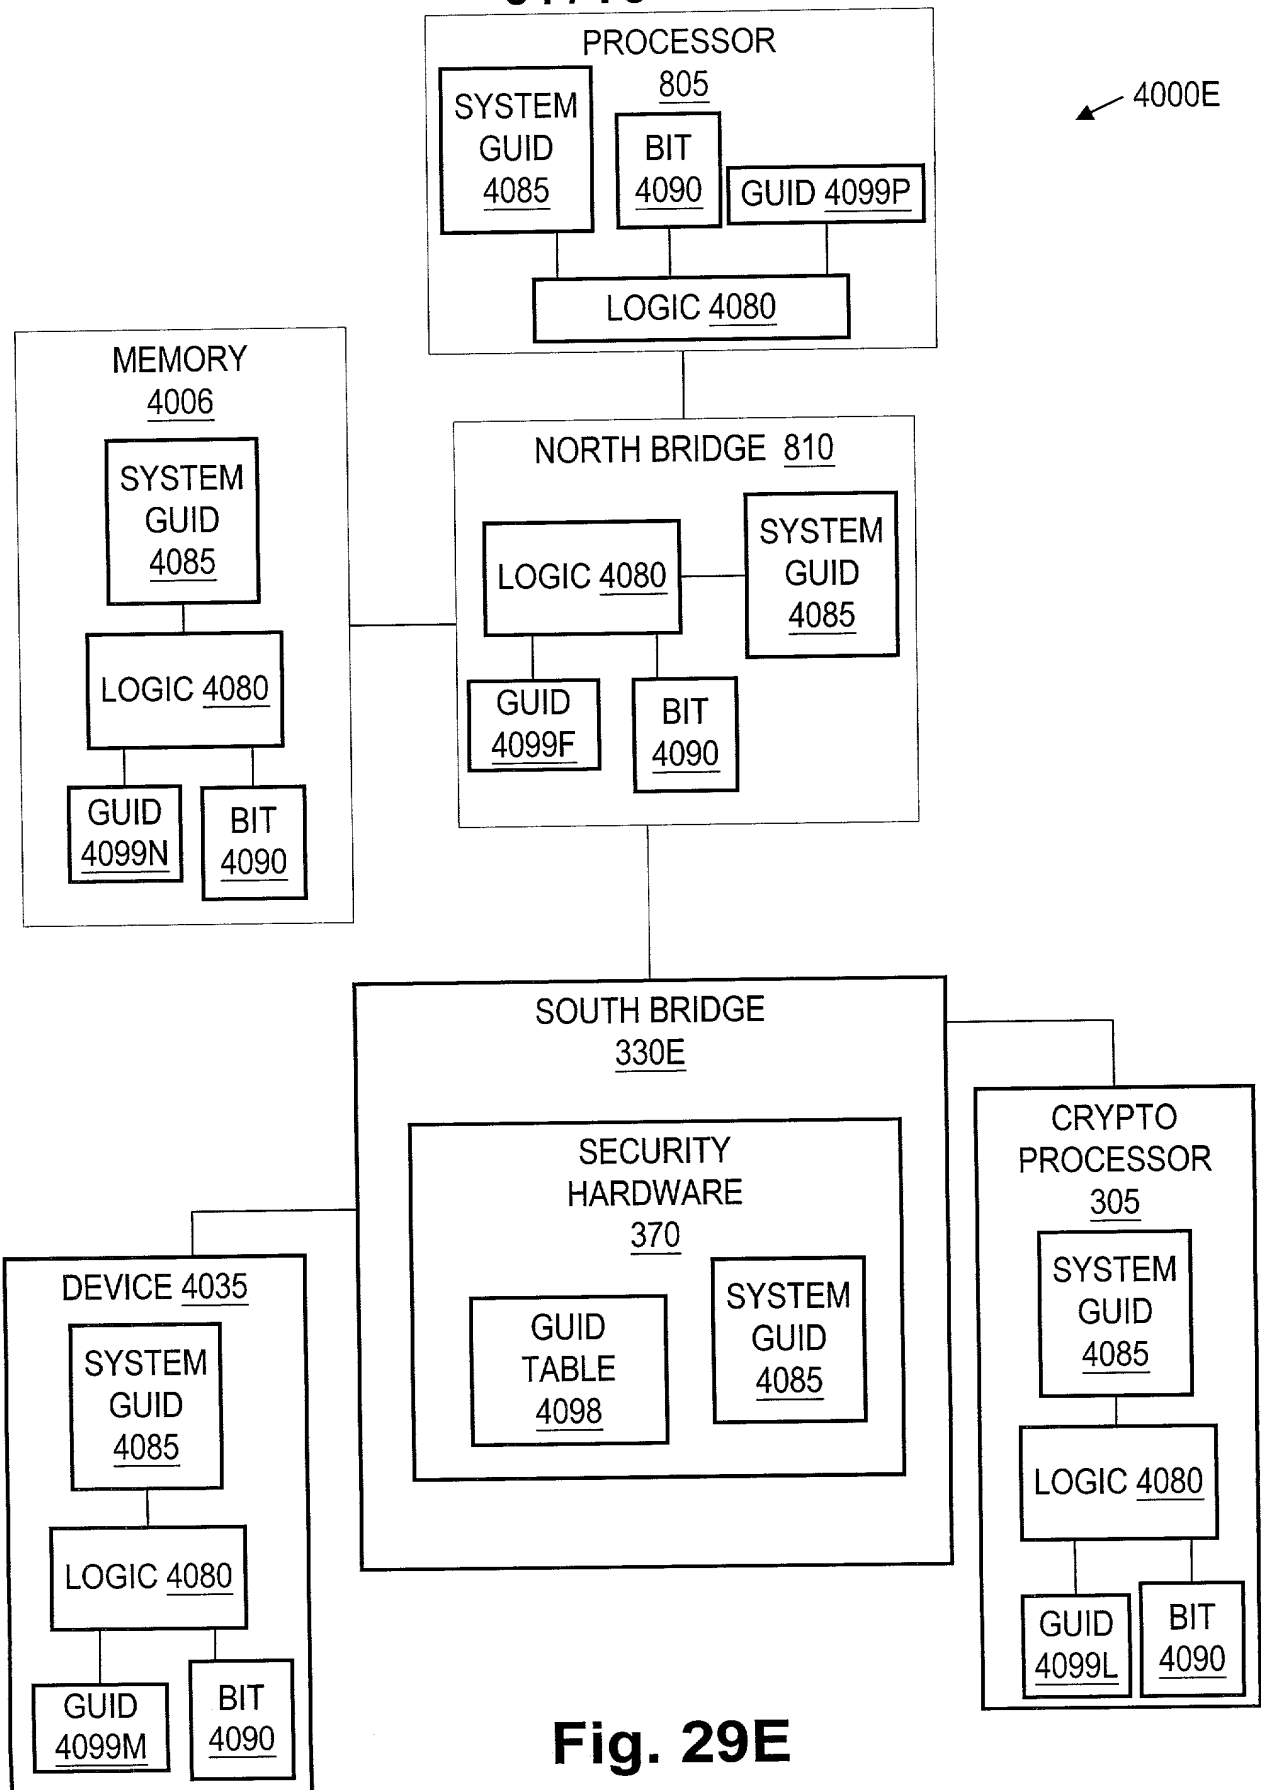 PROCESSOR
805
SYSTEM
GUID
4085
BIT
4090
GUID 4099P
LOGIC 4080
4000E
MEMORY
4006
SYSTEM
GUID
4085
LOGIC 4080
GUID
4099N
BIT
4090
NORTH BRIDGE 810
LOGIC 4080
SYSTEM
GUID
4085
GUID
4099F
BIT
4090
SOUTH BRIDGE
330E
SECURITY
HARDWARE
370
GUID
TABLE
4098
SYSTEM
GUID
4085
CRYPTO
PROCESSOR
305
SYSTEM
GUID
4085
LOGIC 4080
GUID
4099L
BIT
4090
DEVICE 4035
SYSTEM
GUID
4085
LOGIC 4080
GUID
4099M
BIT
4090
Fig. 29E